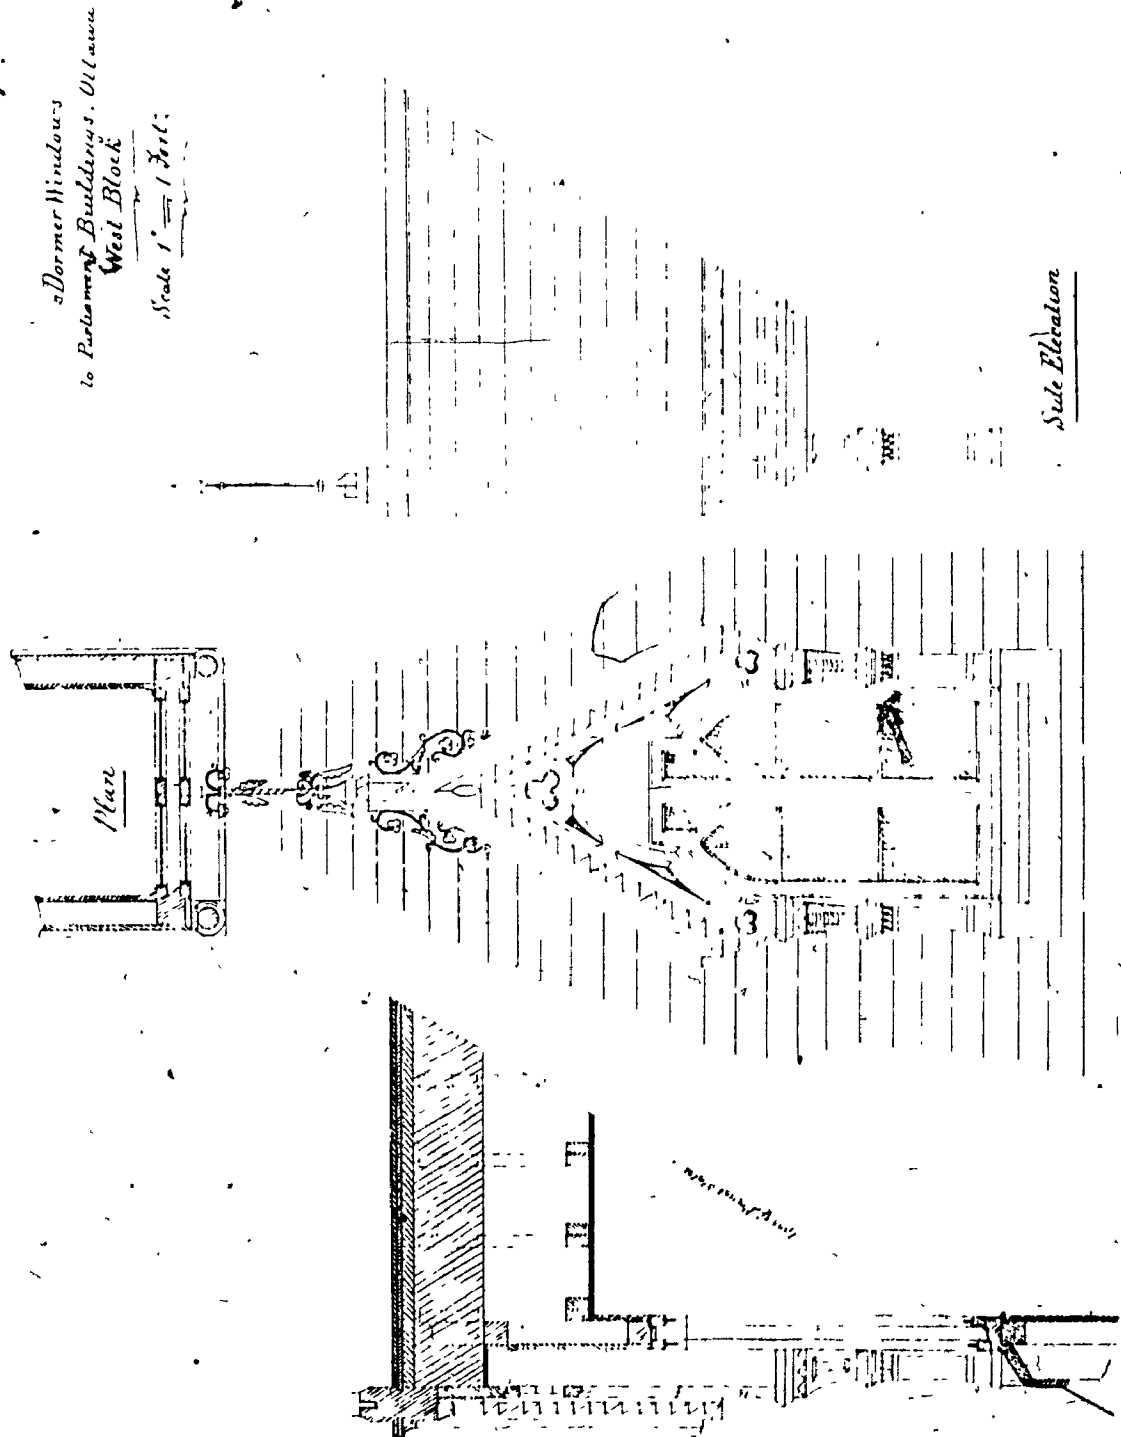 Dormer Windows
to Parliament Buildings. Ottawa
West Block
Scale 1" = 1 Foot:
Plan
Side Elevation